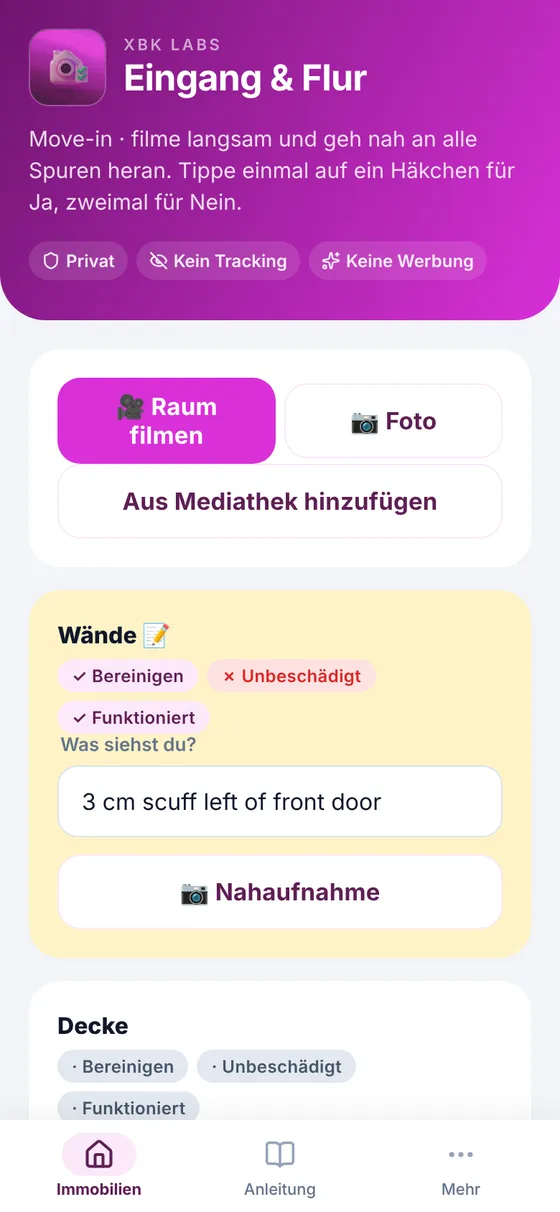 XBK LABS
Eingang & Flur
Move-in · filme langsam und geh nah an alle
Spuren heran. Tippe einmal auf ein Häkchen für
Ja, zweimal für Nein.
Privat
Kein Tracking
Keine Werbung
Raum
filmen
Foto
Aus Mediathek hinzufügen
Wände
✓ Bereinigen
× Unbeschädigt
✓ Funktioniert
Was siehst du?
3 cm scuff left of front door
Nahaufnahme
Decke
· Bereinigen
· Unbeschädigt
· Funktioniert
Immobilien
Anleitung
Mehr